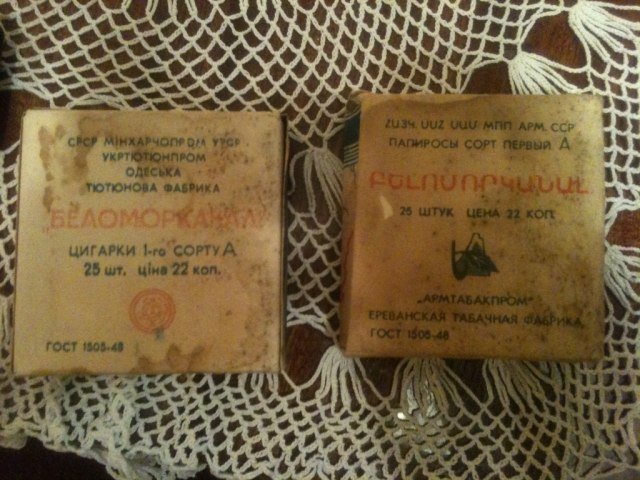 СРСР МІНХАРЧОПРОМ УРСР
УКРТЮТЮНПРОМ
ОДЕСЬКА
ТЮТЮНОВА ФАБРИКА
„БЕЛОМОРКАНАЛ"
ЦИГАРКИ 1-го СОРТУ А
25 шт. ціна 22 коп.
ГОСТ 1505-48
ՀՍՍՀ ՍՍՀ ՍՍՄ МПП АРМ. ССР
ПАПИРОСЫ СОРТ ПЕРВЫЙ А
ԲԵԼՈՄՈՐԿԱՆԱԼ
25 ШТУК ЦЕНА 22 КОП.
„АРМТАБАКПРОМ"
ЕРЕВАНСКАЯ ТАБАЧНАЯ ФАБРИКА
ГОСТ 1505-48